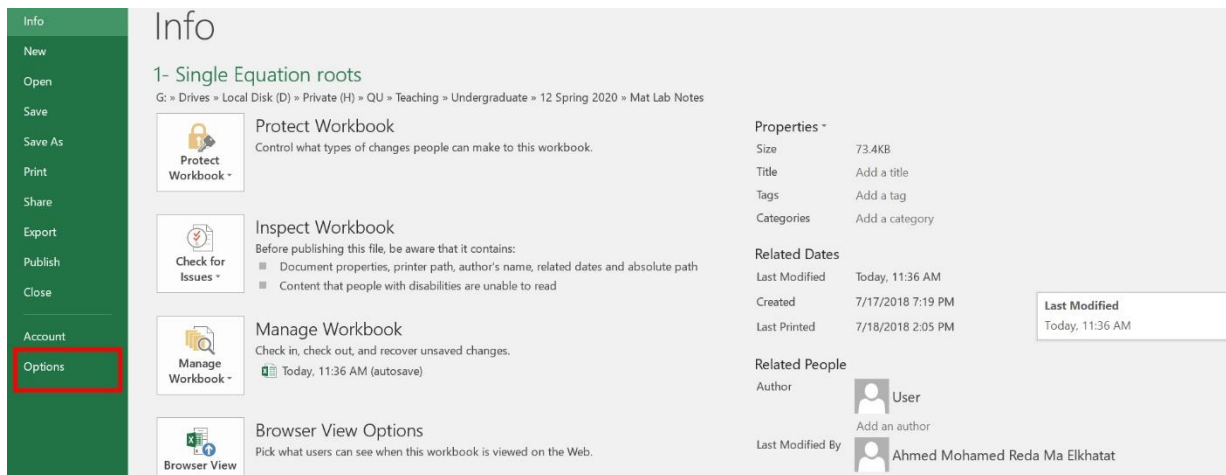 Info
New
Open
Save
Save As
Print
Share
Export
Publish
Close
Account
Options
Info
1- Single Equation roots
G: » Drives » Local Disk (D) » Private (H) » QU » Teaching » Undergraduate » 12 Spring 2020 » Mat Lab Notes
Protect
Workbook
Protect Workbook
Control what types of changes people can make to this workbook.
Check for
Issues
Inspect Workbook
Before publishing this file, be aware that it contains:
Document properties, printer path, author's name, related dates and absolute path
Content that people with disabilities are unable to read
Manage
Workbook
Manage Workbook
Check in, check out, and recover unsaved changes.
Today, 11:36 AM (autosave)
Browser View
Browser View Options
Pick what users can see when this workbook is viewed on the Web.
Properties
Size 73.4KB
Title Add a title
Tags Add a tag
Categories Add a category
Related Dates
Last Modified Today, 11:36 AM
Created 7/17/2018 7:19 PM
Last Printed 7/18/2018 2:05 PM
Last Modified
Today, 11:36 AM
Related People
Author User
Add an author
Last Modified By Ahmed Mohamed Reda Ma Elkhatat